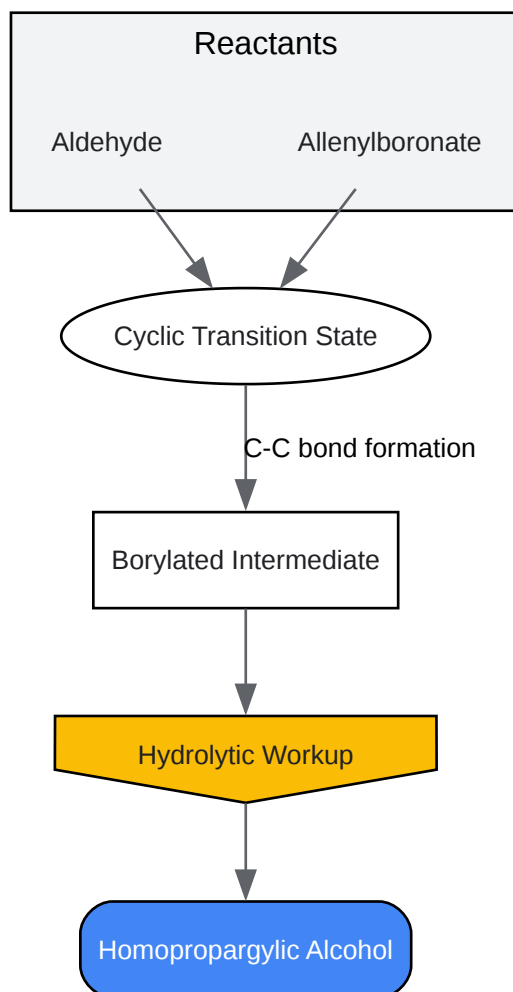 Reactants
Aldehyde
Allenylboronate
Cyclic Transition State
C-C bond formation
Borylated Intermediate
Hydrolytic Workup
Homopropargylic Alcohol